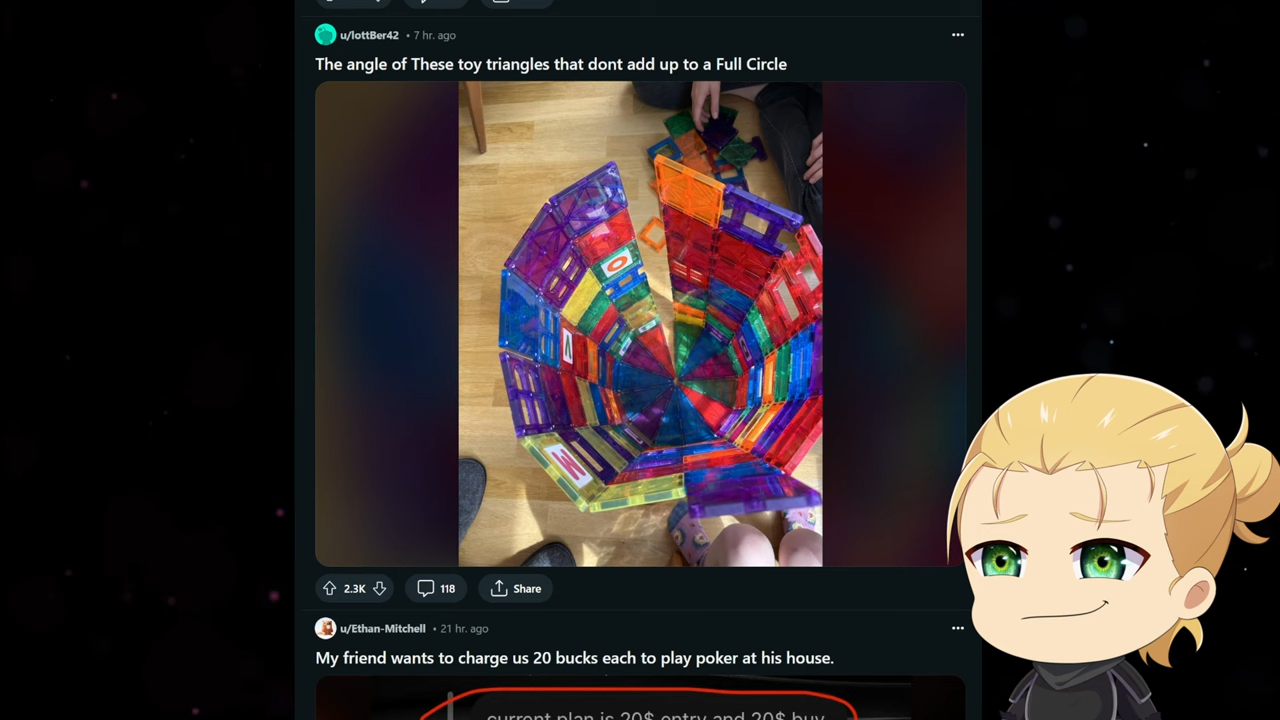 u/lottBer42 • 7 hr. ago
The angle of These toy triangles that dont add up to a Full Circle
O
V
M
2.3K 118 Share
u/Ethan-Mitchell • 21 hr. ago
My friend wants to charge us 20 bucks each to play poker at his house.
current plan is 20$ entry and 20$ buy